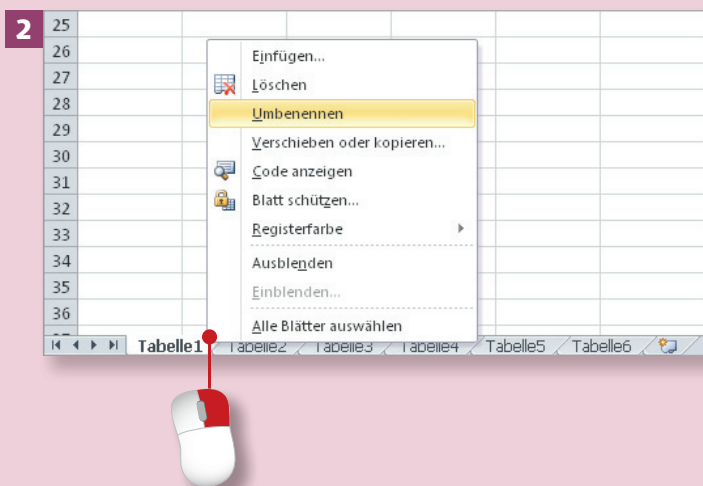 2
25
26
27
28
29
30
31
32
33
34
35
36
Einfügen...
Löschen
Umbenennen
Verschieben oder kopieren...
Code anzeigen
Blatt schützen...
Registerfarbe
Ausblenden
Einblenden...
Alle Blätter auswählen
Tabelle1 Tabelle2 Tabelle3 Tabelle4 Tabelle5 Tabelle6